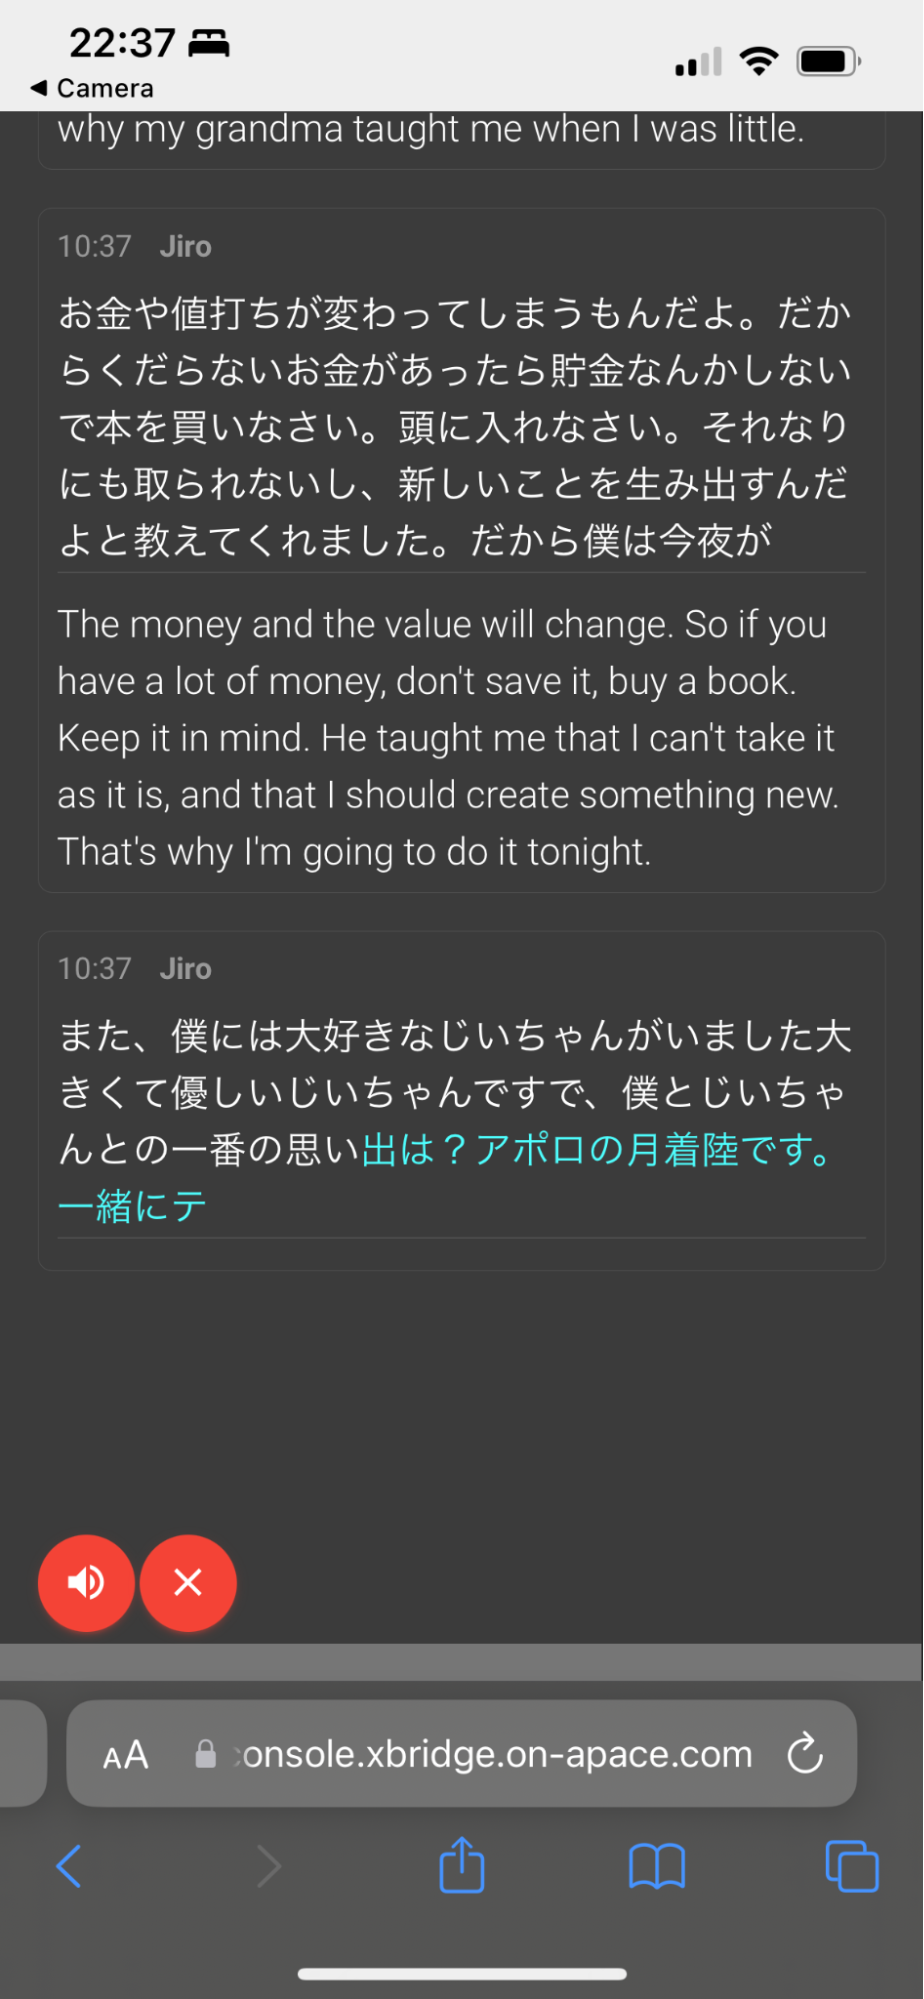 22:37
◀ Camera
why my grandma taught me when I was little.
10:37 Jiro
お金や値打ちが変わってしまうもんだよ。だか
らくだらないお金があったら貯金なんかしない
で本を買いなさい。頭に入れなさい。それなり
にも取られないし、新しいことを生み出すんだ
よと教えてくれました。だから僕は今夜が
The money and the value will change. So if you
have a lot of money, don't save it, buy a book.
Keep it in mind. He taught me that I can't take it
as it is, and that I should create something new.
That's why I'm going to do it tonight.
10:37 Jiro
また、僕には大好きなじいちゃんがいました大
きくて優しいじいちゃんですで、僕とじいちゃ
んとの一番の思い出は？アポロの月着陸です。
一緒にテ
AA onsole.xbridge.on-apace.com